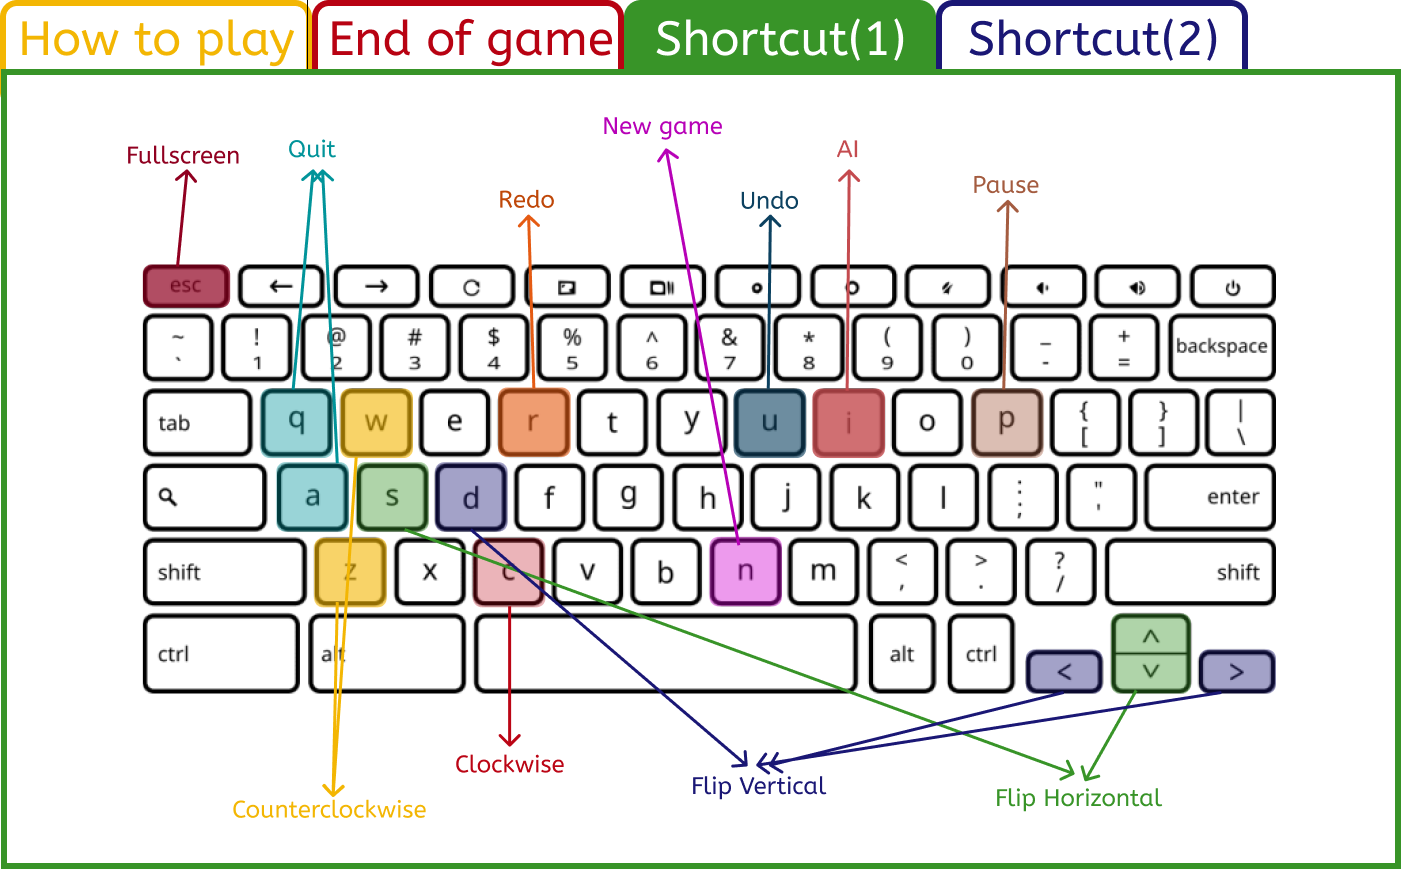 How to play
End of game
Shortcut(1)
Shortcut(2)
New game
Fullscreen
Quit
AI
Pause
Redo
Undo
esc
~ ! @ # $ % ^ & * ( ) _ +
` 1 2 3 4 5 6 7 8 9 0 - = backspace
tab q w e r t y u i o p { [ } ] | \
a s d f g h j k l : ; " ' enter
shift z x c v b n m < , > . ? / shift
ctrl alt alt ctrl < ^ v >
Clockwise
Flip Vertical
Flip Horizontal
Counterclockwise